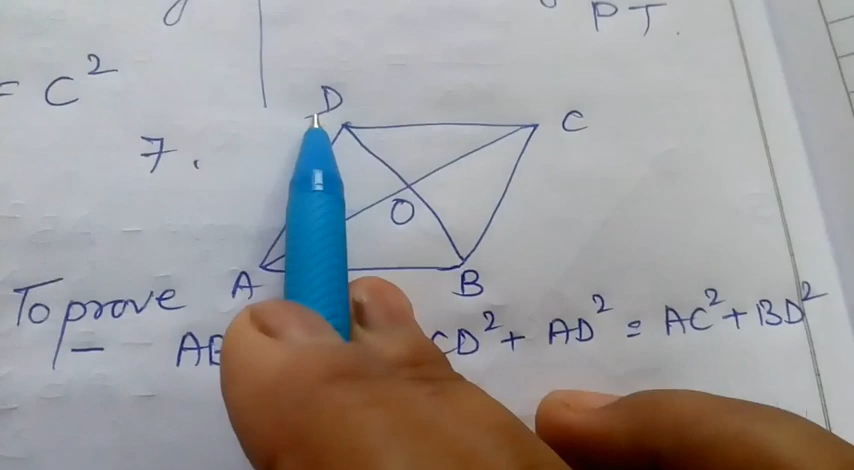 PT.
= C²
D
C
7.
O
A
B
To prove
CD² + AD² = AC² + BD²